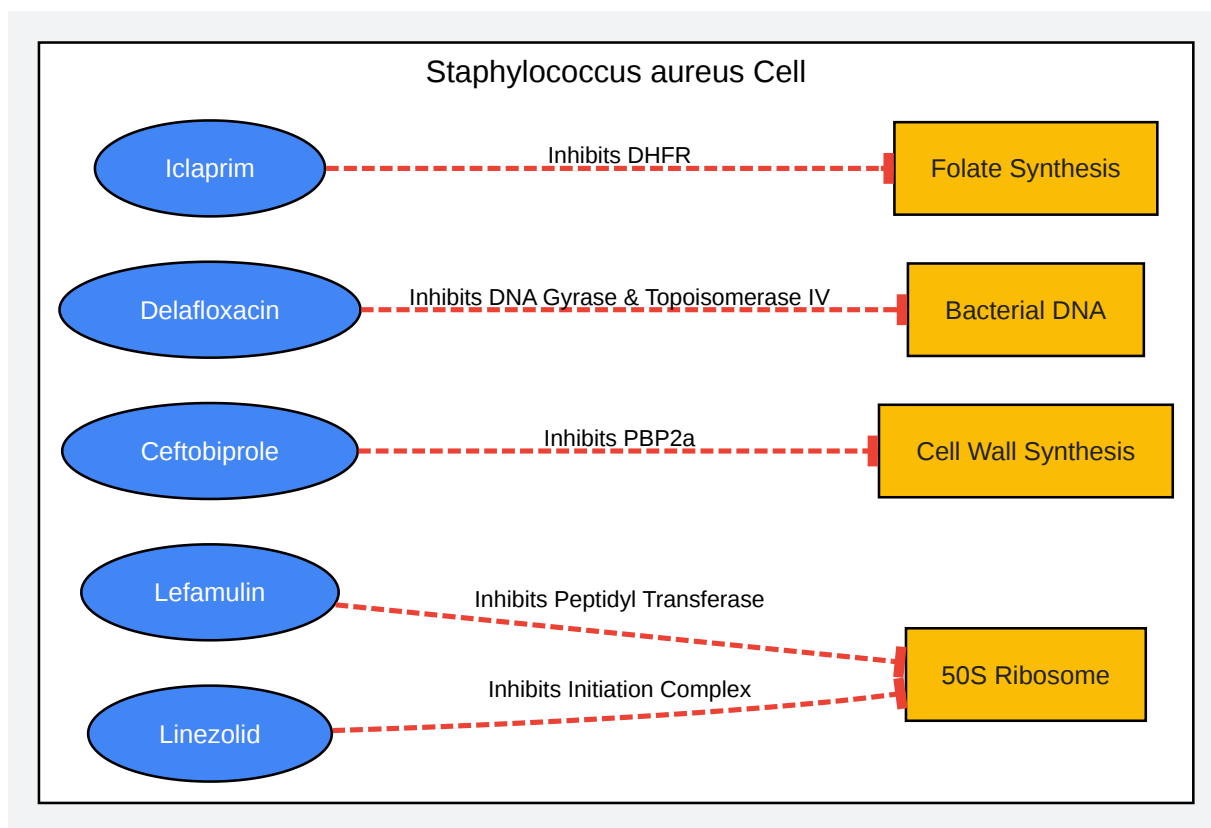 Staphylococcus aureus Cell
Iclaprim
Inhibits DHFR
Folate Synthesis
Delafloxacin
Inhibits DNA Gyrase & Topoisomerase IV
Bacterial DNA
Ceftobiprole
Inhibits PBP2a
Cell Wall Synthesis
Lefamulin
Inhibits Peptidyl Transferase
50S Ribosome
Inhibits Initiation Complex
Linezolid